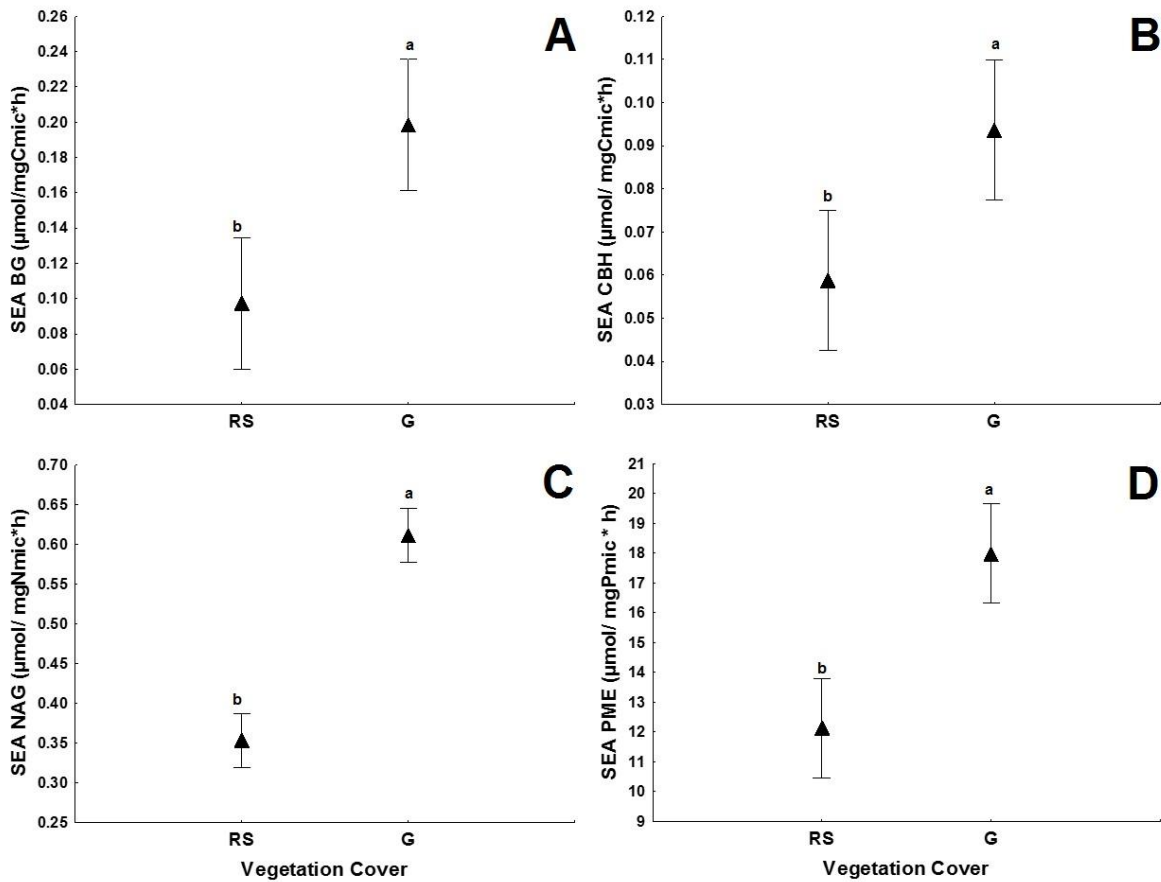 A
SEA BG (µmol/mgCmic*h)
0.26
0.24
0.22
0.20
0.18
0.16
0.14
0.12
0.10
0.08
0.06
0.04
b
a
RS
G
B
SEA CBH (µmol/ mgCmic*h)
0.12
0.11
0.10
0.09
0.08
0.07
0.06
0.05
0.04
0.03
b
a
RS
G
C
SEA NAG (µmol/ mgNmic*h)
0.70
0.65
0.60
0.55
0.50
0.45
0.40
0.35
0.30
0.25
b
a
RS
G
Vegetation Cover
D
SEA PME (µmol/ mgPmic * h)
21
20
19
18
17
16
15
14
13
12
11
10
9
b
a
RS
G
Vegetation Cover